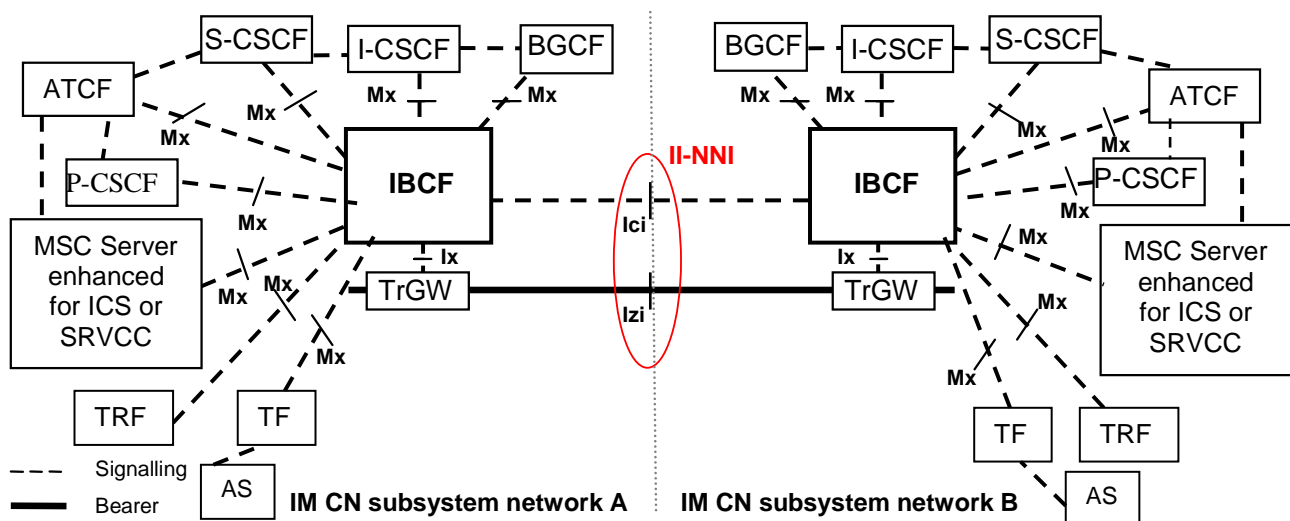 S-CSCF
I-CSCF
BGCF
BGCF
I-CSCF
S-CSCF
ATCF
ATCF
Mx
Mx
Mx
Mx
Mx
Mx
Mx
Mx
II-NNI
P-CSCF
IBCF
IBCF
P-CSCF
Mx
Mx
Ici
MSC Server
enhanced
for ICS or
SRVCC
MSC Server
enhanced
for ICS or
SRVCC
Mx
Ix
Ix
Mx
Mx
Mx
TrGW
TrGW
Izi
Mx
Mx
Mx
TRF
TF
TF
TRF
Signalling
AS
AS
Bearer
IM CN subsystem network A
IM CN subsystem network B